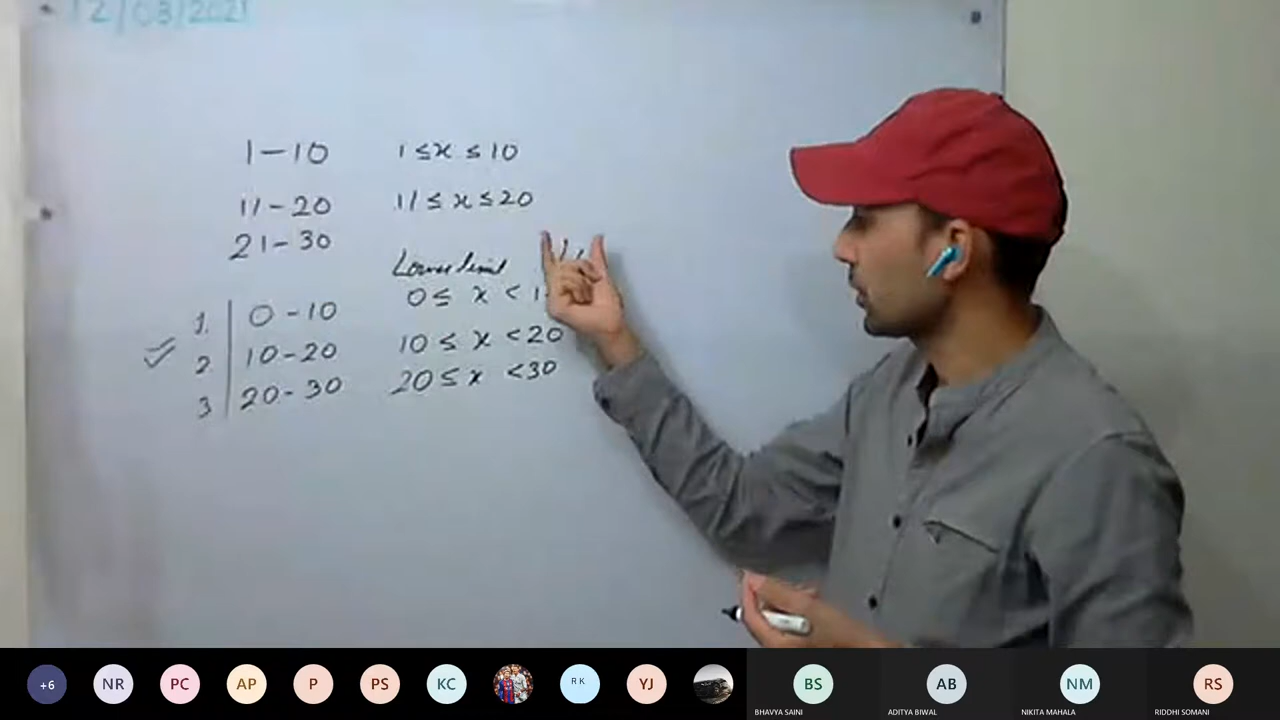 12/03/2021
1-10 1 ≤ x ≤ 10
11-20 11 ≤ x ≤ 20
21-30
Lower limit
1. 0-10 0 ≤ x < 1
2 10-20 10 ≤ x < 20
3 20-30 20 ≤ x < 30
+6 NR PC AP P PS KC R K YJ BS AB NM RS
BHAVYA SAINI ADITYA BIWAL NIKITA MAHALA RIDDHI SOMANI